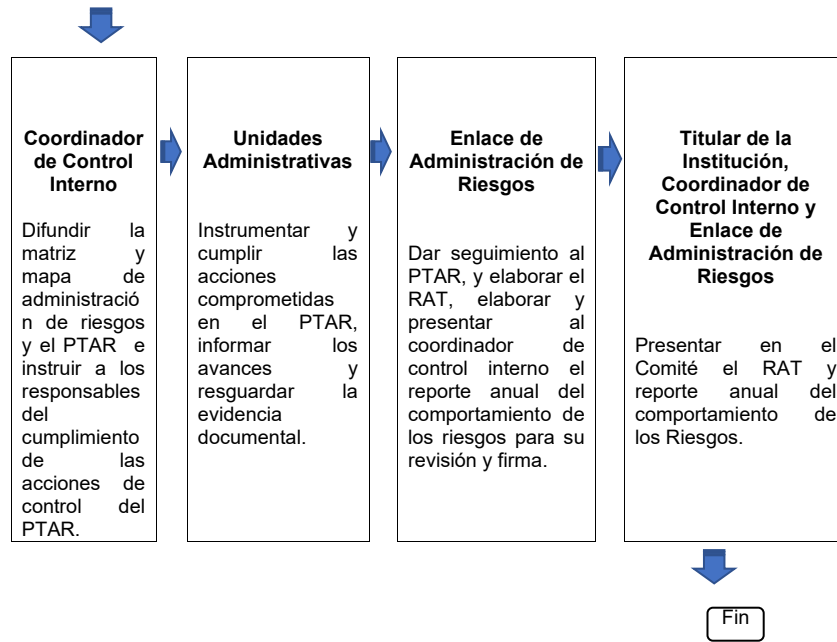 Coordinador
de Control
Interno
Difundir la
matriz y
mapa de
administració
n de riesgos
y el PTAR e
instruir a los
responsables
del
cumplimiento
de las
acciones de
control del
PTAR.
Unidades
Administrativas
Instrumentar y
cumplir las
acciones
comprometidas
en el PTAR,
informar los
avances y
resguardar la
evidencia
documental.
Enlace de
Administración de
Riesgos
Dar seguimiento al
PTAR, y elaborar el
RAT, elaborar y
presentar al
coordinador de
control interno el
reporte anual del
comportamiento de
los riesgos para su
revisión y firma.
Titular de la
Institución,
Coordinador de
Control Interno y
Enlace de
Administración de
Riesgos
Presentar en el
Comité el RAT y
reporte anual del
comportamiento de
los Riesgos.
Fin